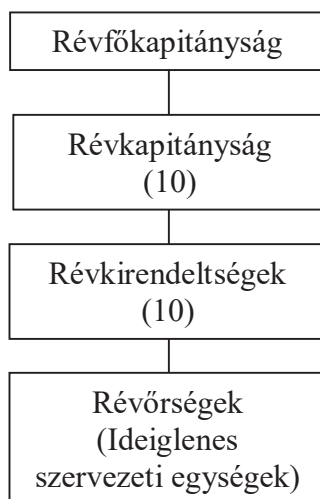 Révfőkapitányság
Révkapitányság
(10)
Révkirendeltségek
(10)
Révőrségek
(Ideiglenes
szervezeti egységek)